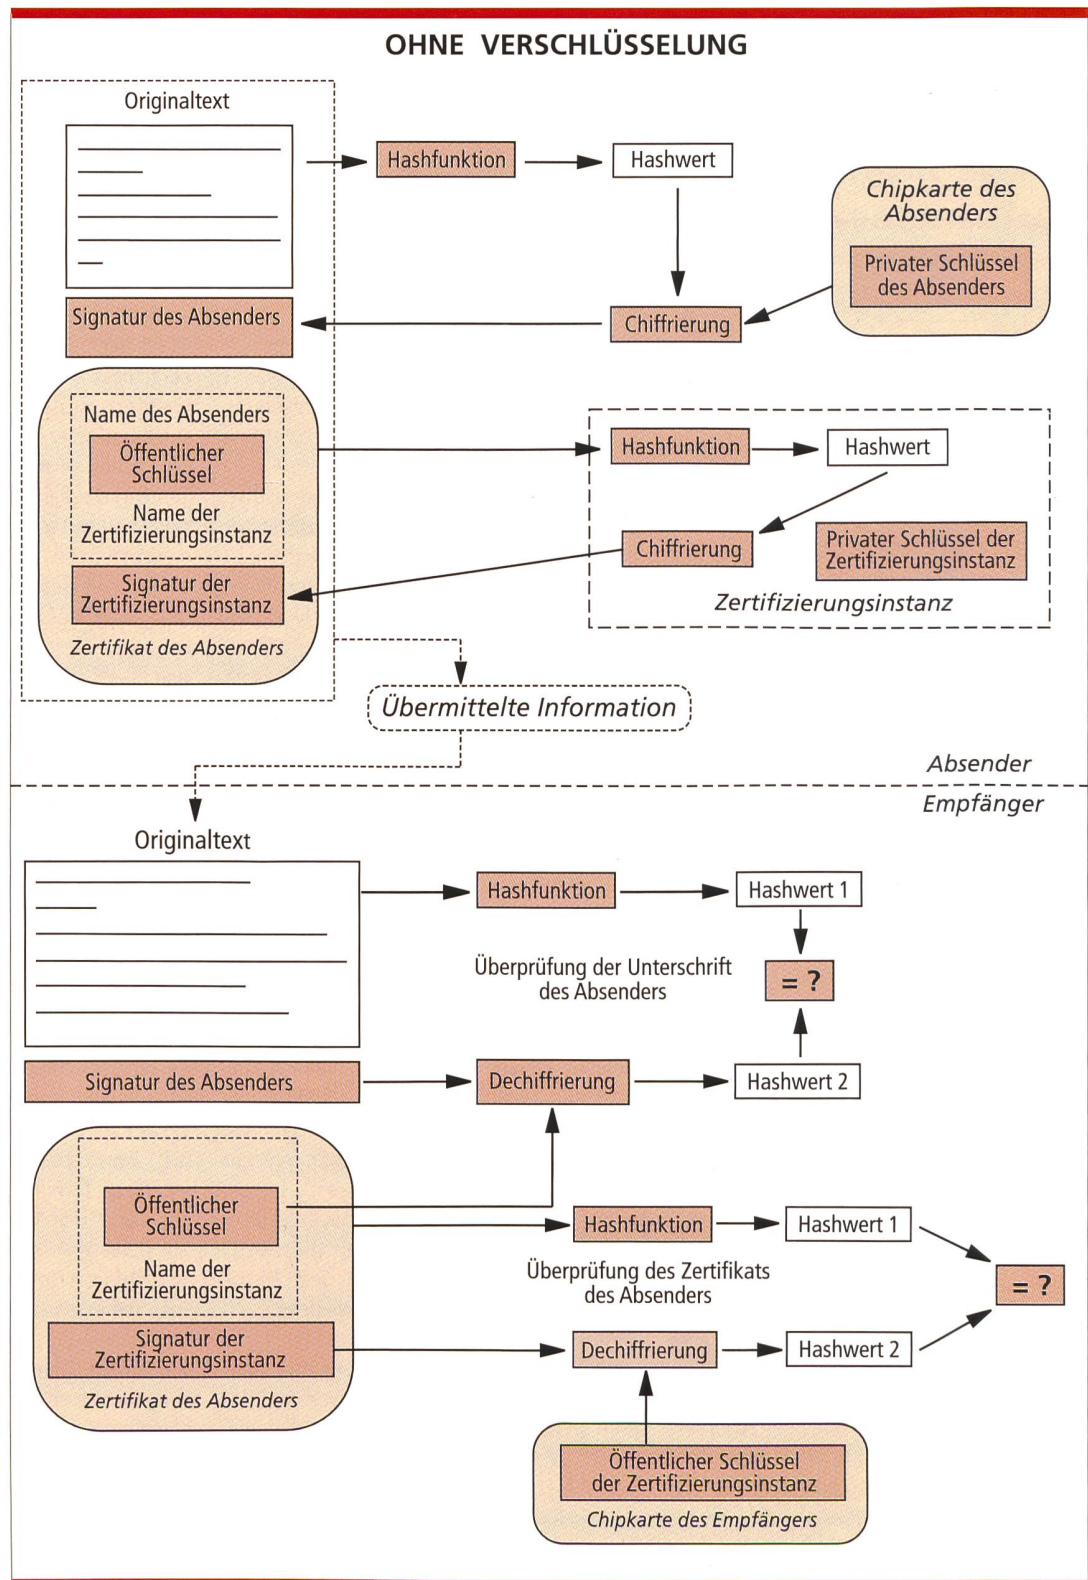 OHNE VERSCHLÜSSELUNG
Originaltext
Hashfunktion
Hashwert
Chipkarte des
Absenders
Privater Schlüssel
des Absenders
Signatur des Absenders
Chiffrierung
Name des Absenders
Öffentlicher
Schlüssel
Name der
Zertifizierungsinstanz
Signatur der
Zertifizierungsinstanz
Zertifikat des Absenders
Hashfunktion
Hashwert
Chiffrierung
Privater Schlüssel der
Zertifizierungsinstanz
Zertifizierungsinstanz
Übermittelte Information
Absender
Empfänger
Originaltext
Hashfunktion
Hashwert 1
Überprüfung der Unterschrift
des Absenders
= ?
Signatur des Absenders
Dechiffrierung
Hashwert 2
Öffentlicher
Schlüssel
Name der
Zertifizierungsinstanz
Signatur der
Zertifizierungsinstanz
Zertifikat des Absenders
Hashfunktion
Hashwert 1
Überprüfung des Zertifikats
des Absenders
= ?
Dechiffrierung
Hashwert 2
Öffentlicher Schlüssel
der Zertifizierungsinstanz
Chipkarte des Empfängers